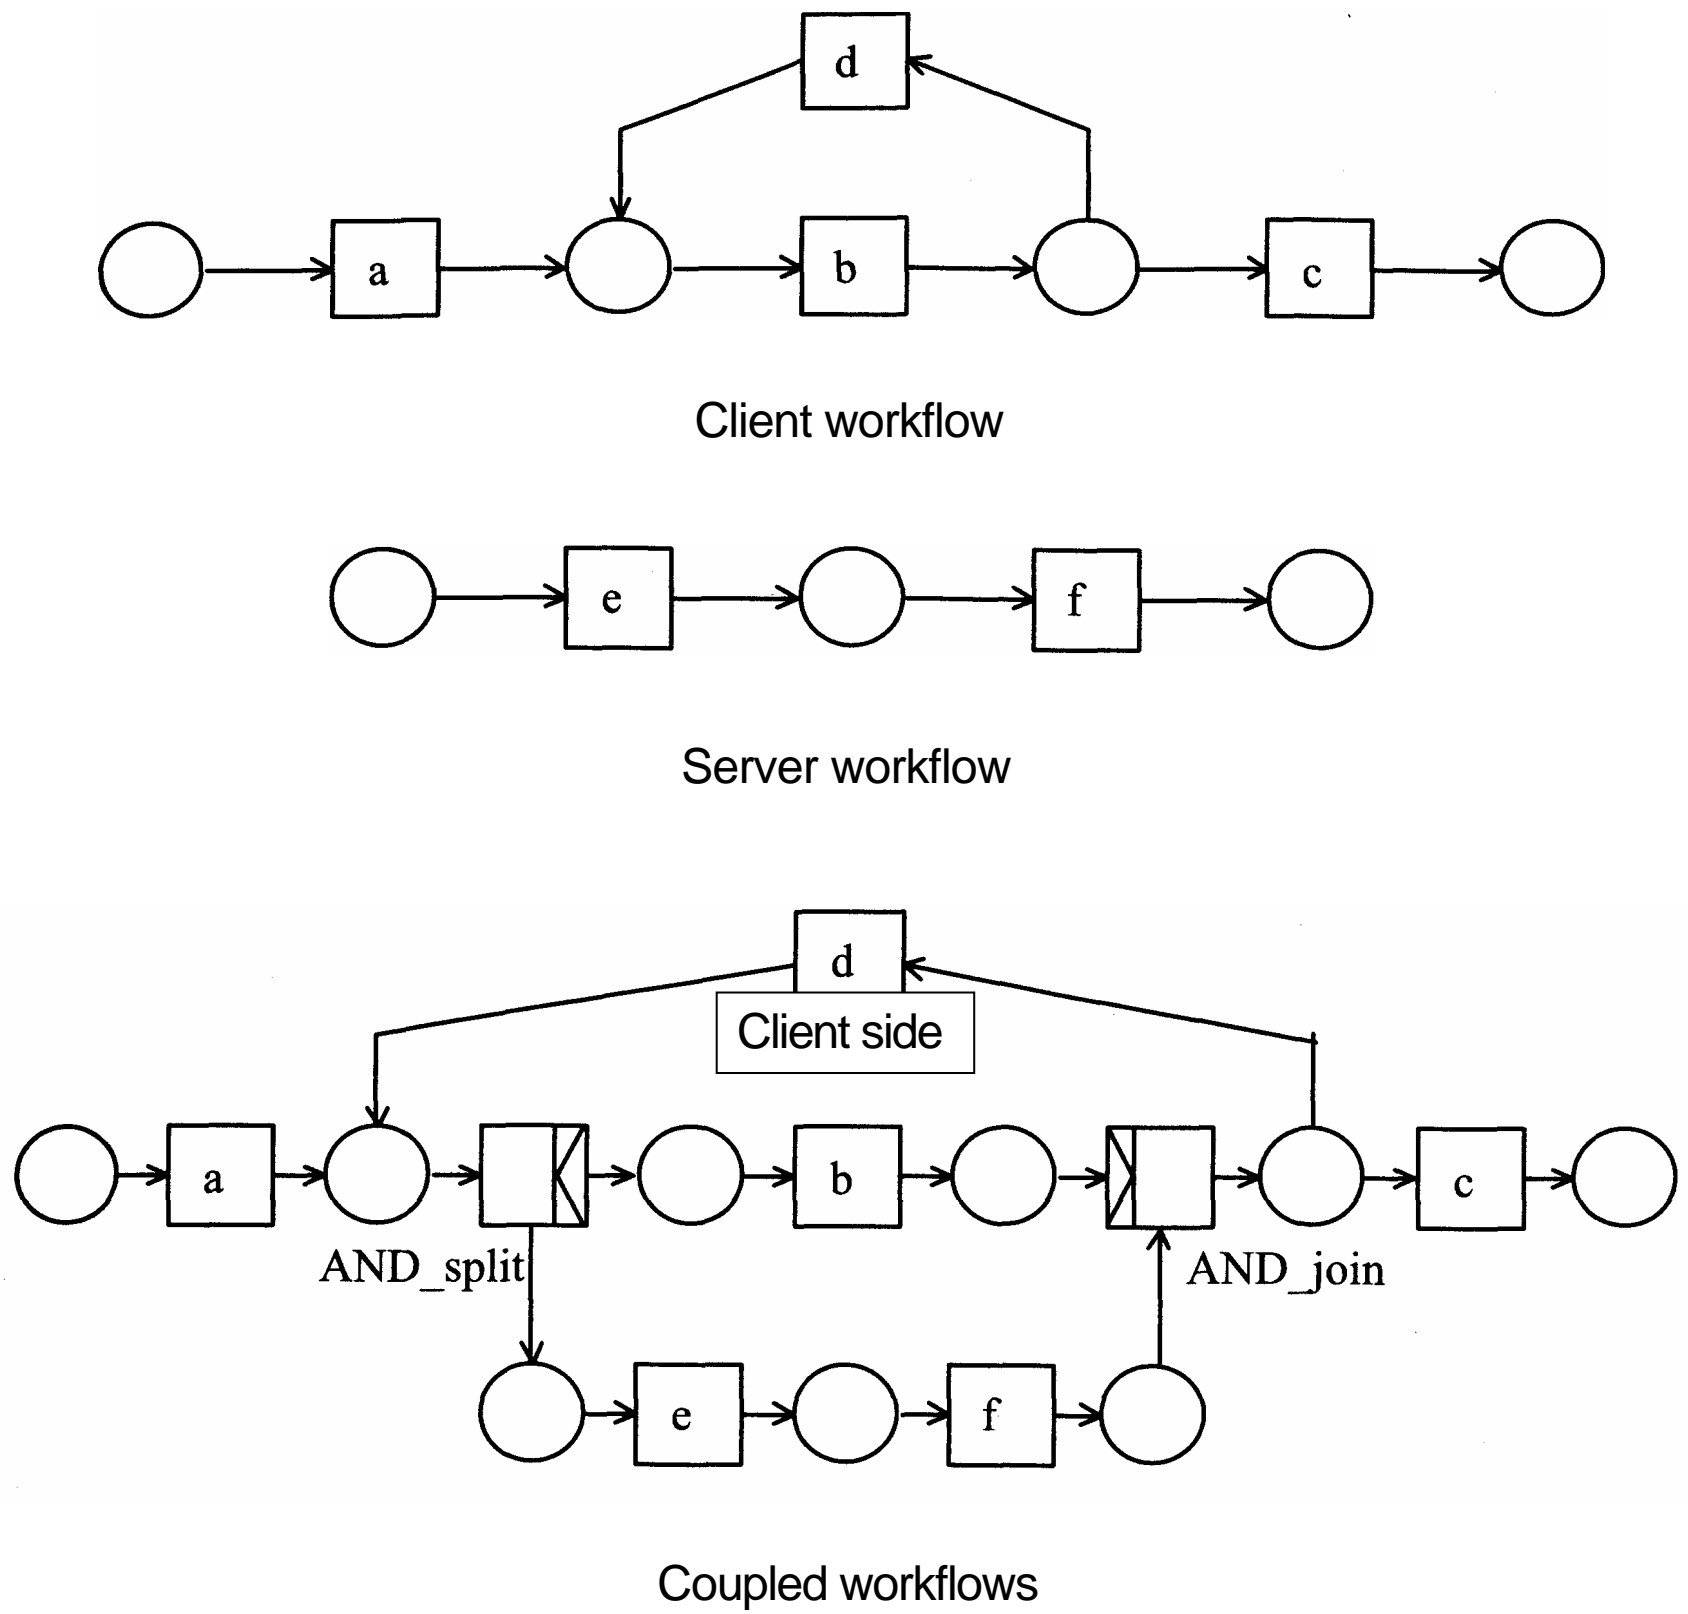 d
a
b
c
Client workflow
e
f
Server workflow
d
Client side
a
b
c
AND_split
AND_join
e
f
Coupled workflows